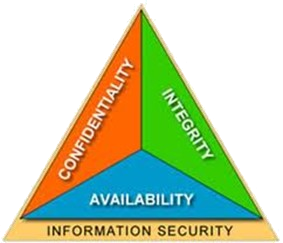 CONFIDENTIALITY
INTEGRITY
AVAILABILITY
INFORMATION SECURITY